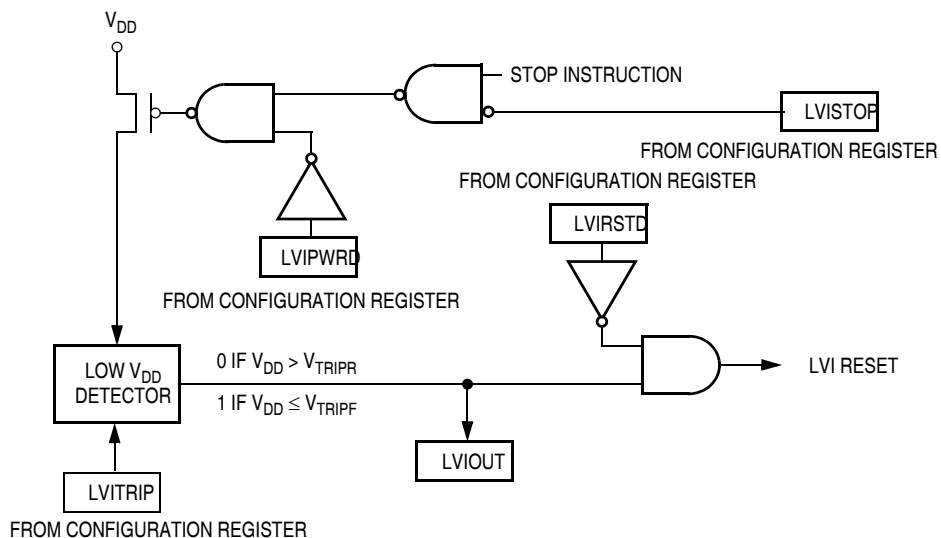 VDD
STOP INSTRUCTION
LVISTOP
FROM CONFIGURATION REGISTER
FROM CONFIGURATION REGISTER
LVIRSTD
LVIPWRD
FROM CONFIGURATION REGISTER
LOW VDD
DETECTOR
0 IF VDD > VTRIPR
1 IF VDD ≤ VTRIPF
LVI RESET
LVIOUT
LVITRIP
FROM CONFIGURATION REGISTER